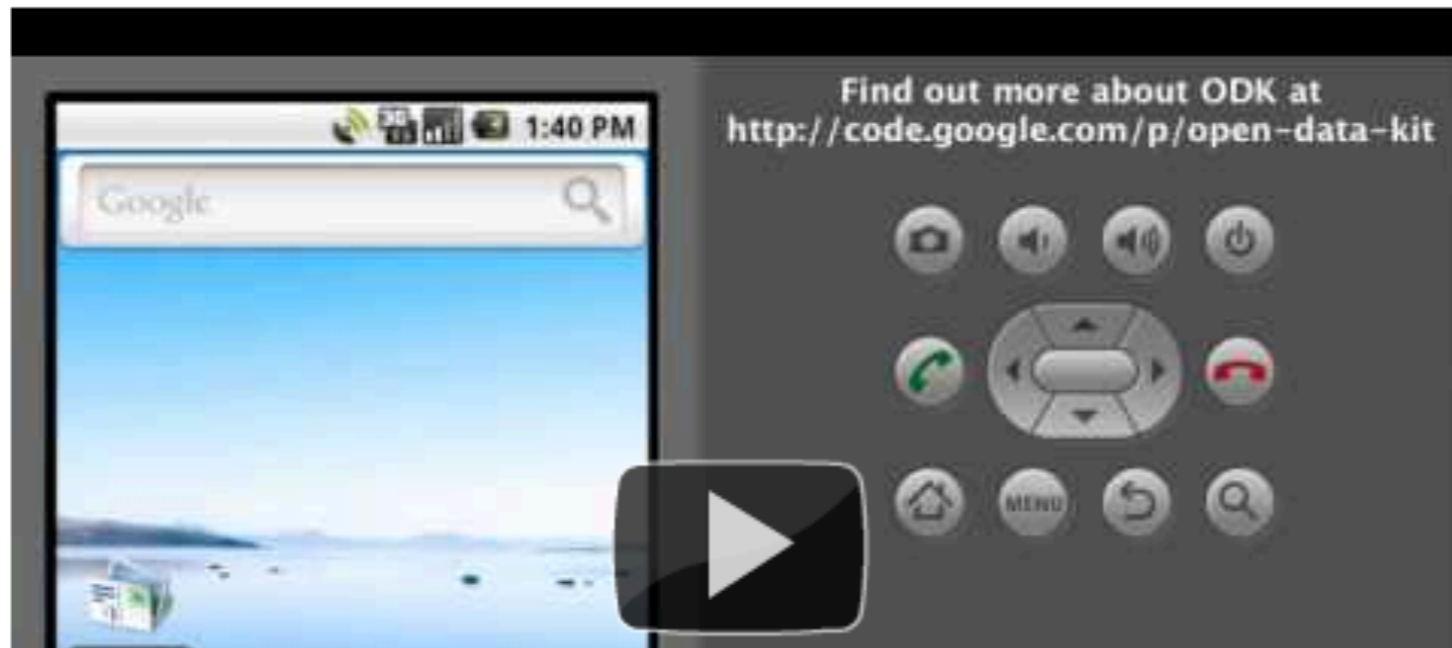 Find out more about ODK at
http://code.google.com/p/open-data-kit
1:40 PM
Google
MENU